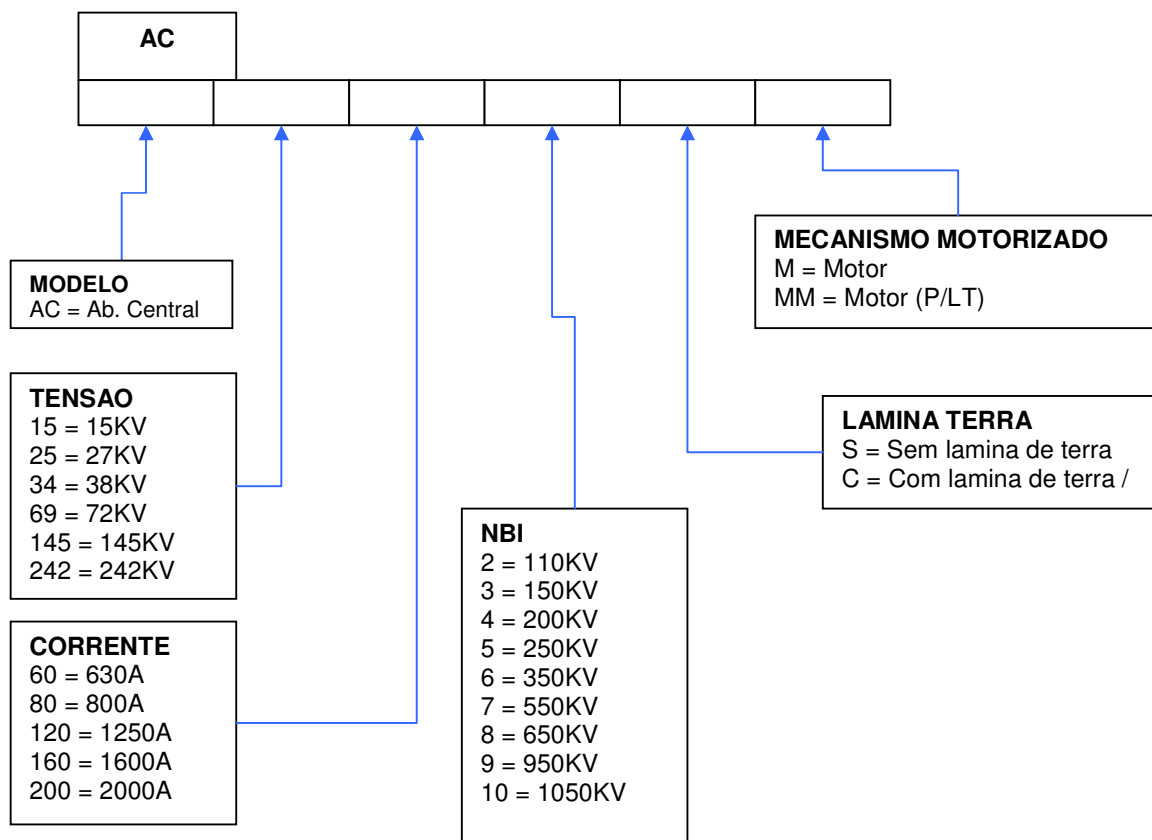 AC
MODELO
AC = Ab. Central
TENSAO
15 = 15KV
25 = 27KV
34 = 38KV
69 = 72KV
145 = 145KV
242 = 242KV
CORRENTE
60 = 630A
80 = 800A
120 = 1250A
160 = 1600A
200 = 2000A
NBI
2 = 110KV
3 = 150KV
4 = 200KV
5 = 250KV
6 = 350KV
7 = 550KV
8 = 650KV
9 = 950KV
10 = 1050KV
MECANISMO MOTORIZADO
M = Motor
MM = Motor (P/LT)
LAMINA TERRA
S = Sem lamina de terra
C = Com lamina de terra /